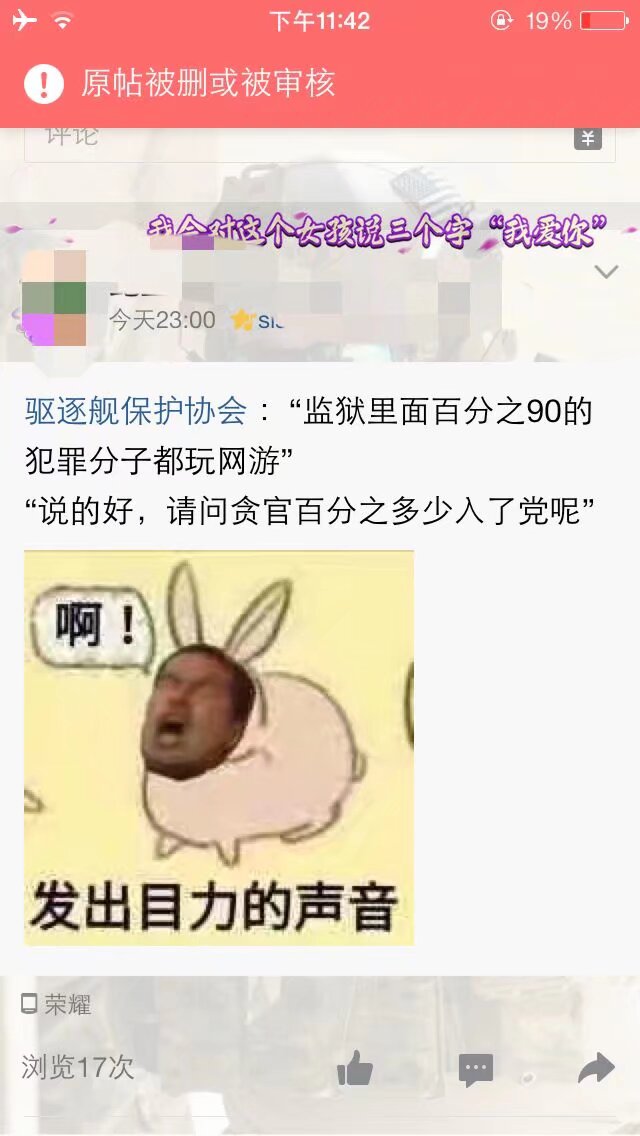 下午11:42
19%
原帖被删或被审核
评论
¥
我会对这个女孩说三个字“我爱你”
今天23:00
驱逐舰保护协会：“监狱里面百分之90的
犯罪分子都玩网游”
“说的好，请问贪官百分之多少入了党呢”
啊！
发出目力的声音
荣耀
浏览17次